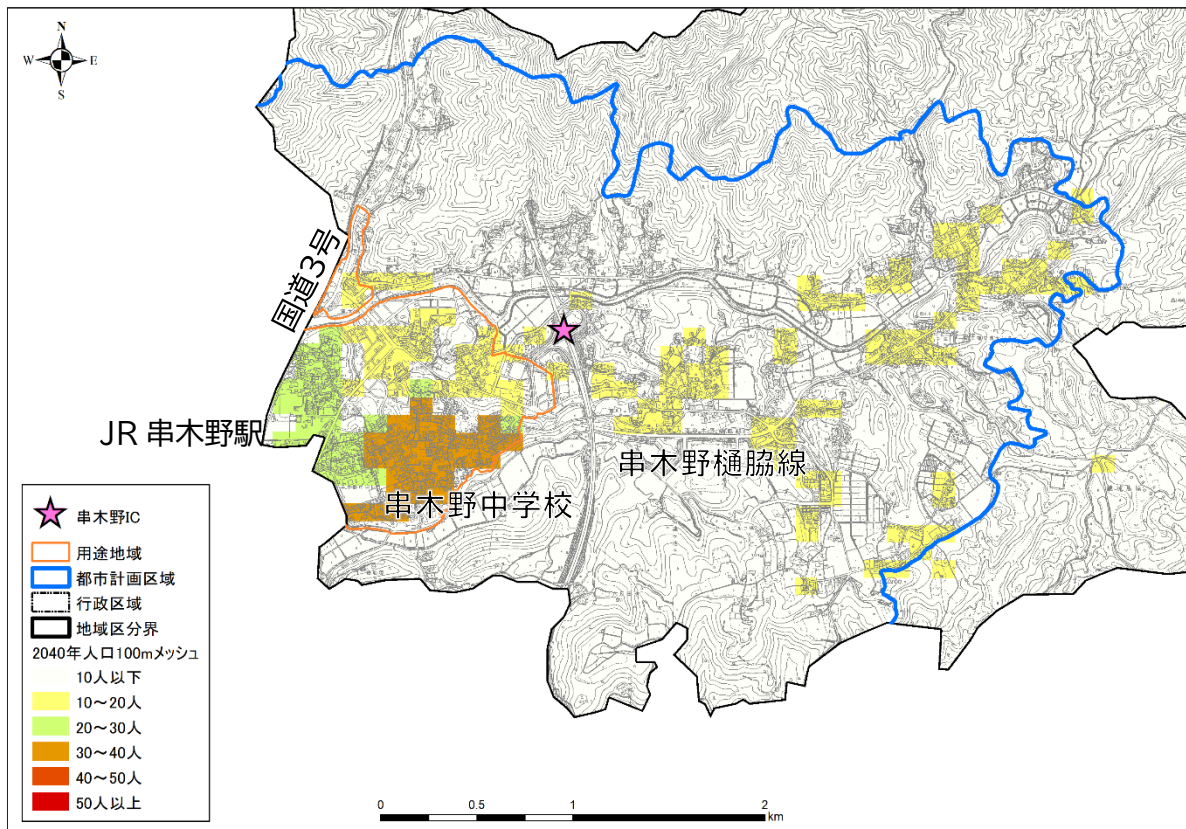 N
W
E
S
国道3号
JR 串木野駅
串木野樋脇線
串木野中学校
串木野IC
用途地域
都市計画区域
行政区域
地域区分界
2040年人口100mメッシュ
10人以下
10～20人
20～30人
30～40人
40～50人
50人以上
0 0.5 1 2
km